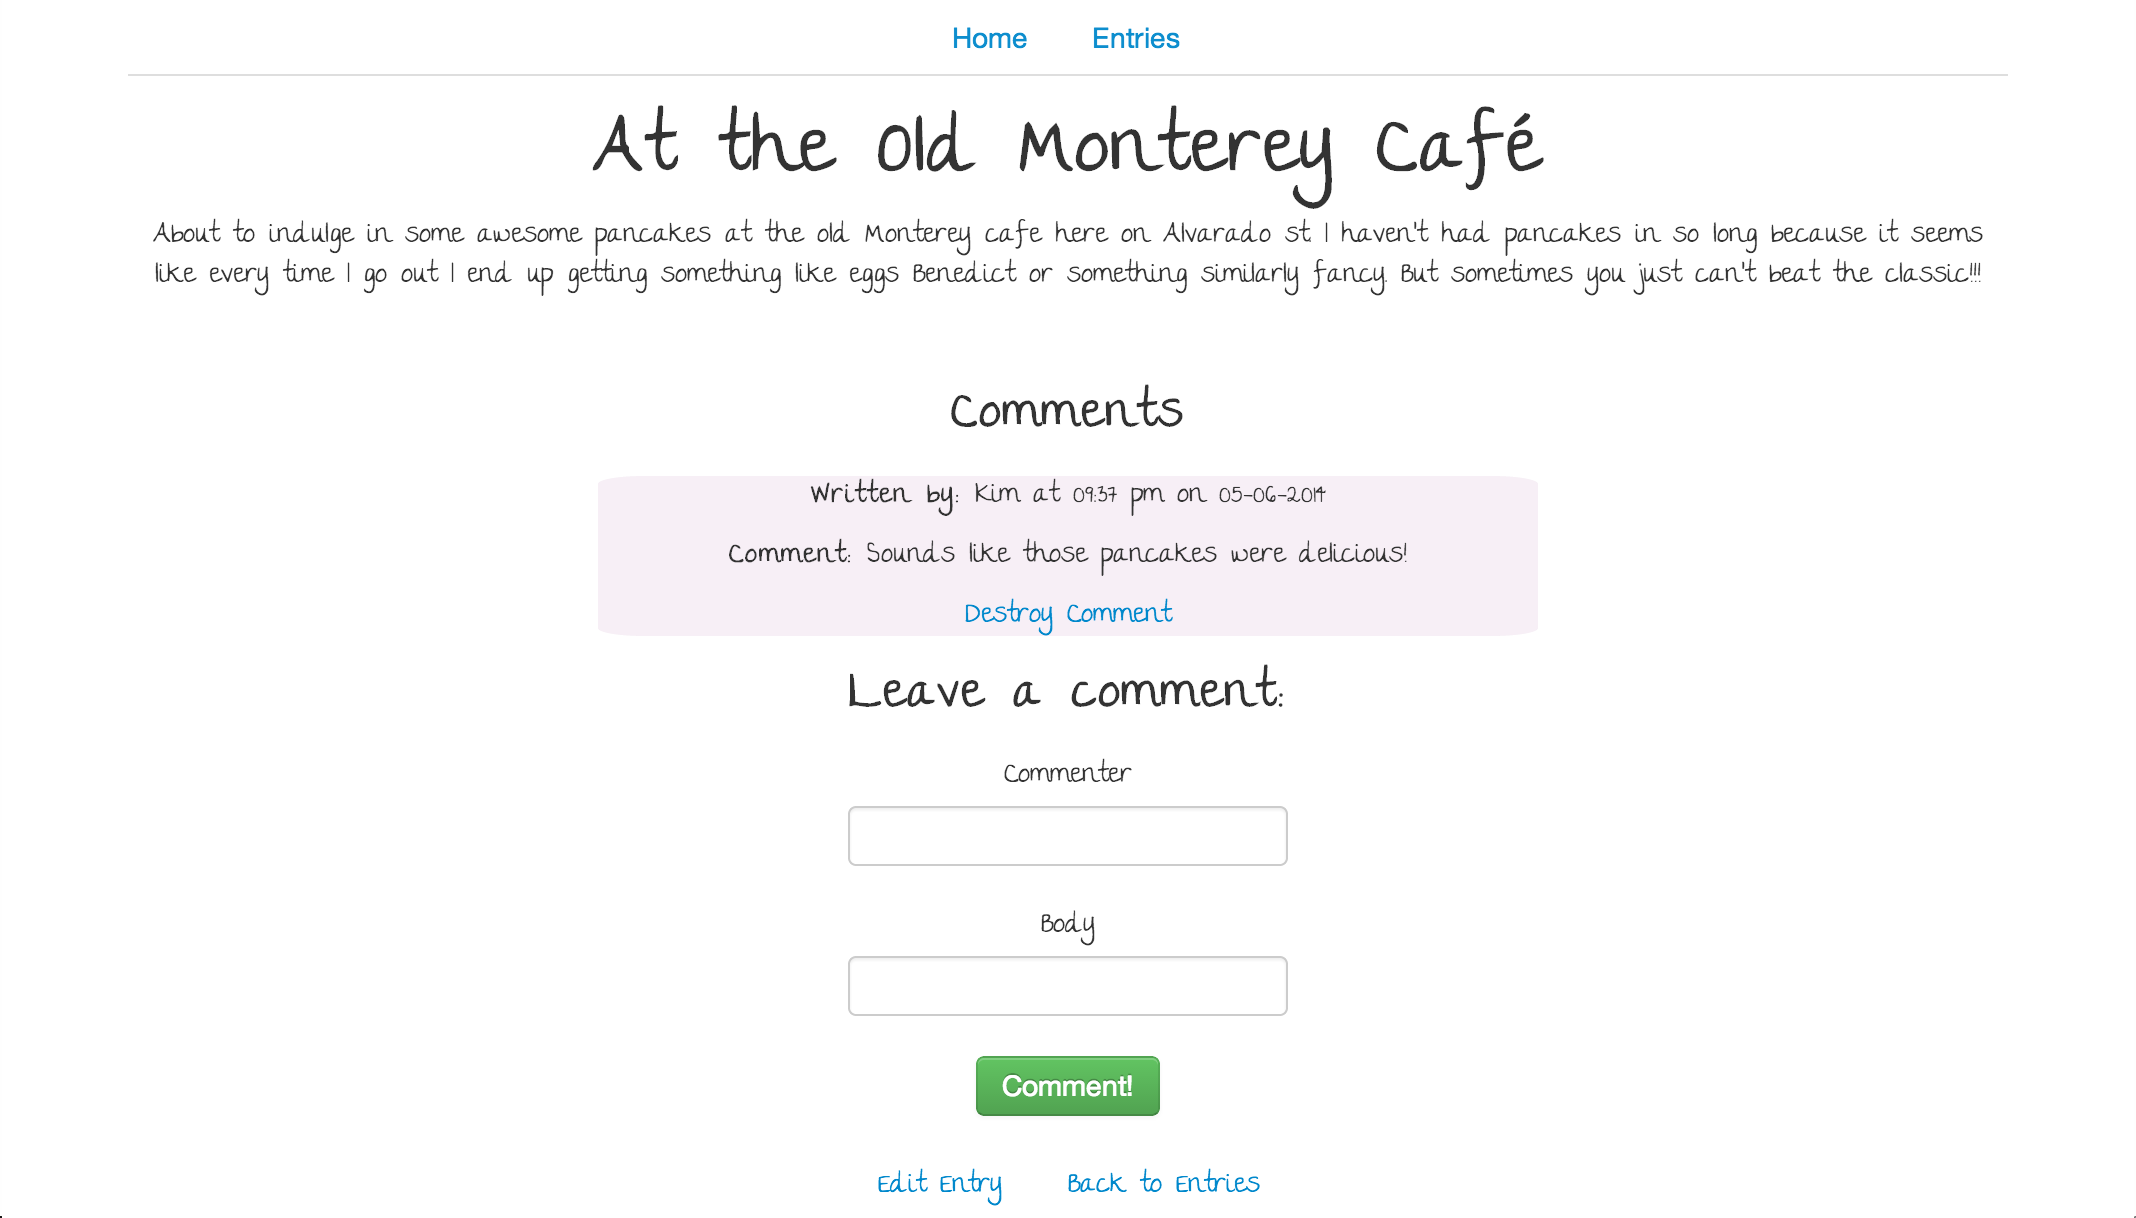 Home Entries
At the Old Monterey Café
About to indulge in some awesome pancakes at the old Monterey cafe here on Alvarado st. I haven't had pancakes in so long because it seems
like every time I go out I end up getting something like eggs Benedict or something similarly fancy. But sometimes you just can't beat the classic!!!
Comments
Written by: Kim at 09:37 pm on 05-06-2014
Comment: Sounds like those pancakes were delicious!
Destroy Comment
Leave a comment:
Commenter
Body
Comment!
Edit Entry Back to Entries